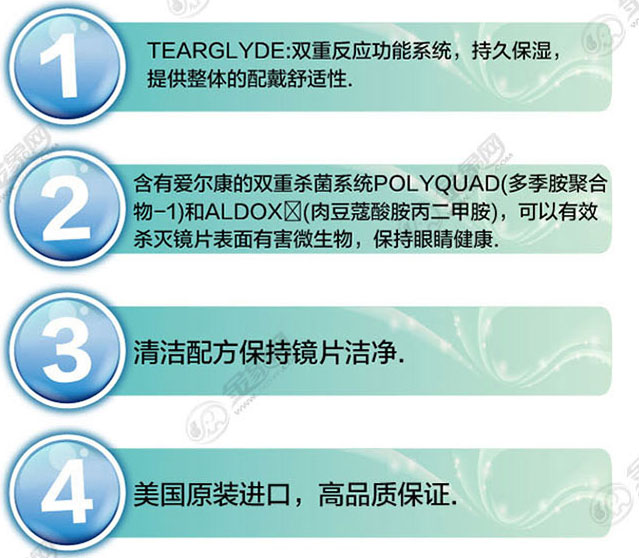 1
TEARGLYDE:双重反应功能系统，持久保湿，
提供整体的配戴舒适性.
2
含有爱尔康的双重杀菌系统POLYQUAD(多季胺聚合
物-1)和ALDOX☒(肉豆蔻酸胺丙二甲胺)，可以有效
杀灭镜片表面有害微生物，保持眼睛健康.
3
清洁配方保持镜片洁净.
4
美国原装进口，高品质保证.